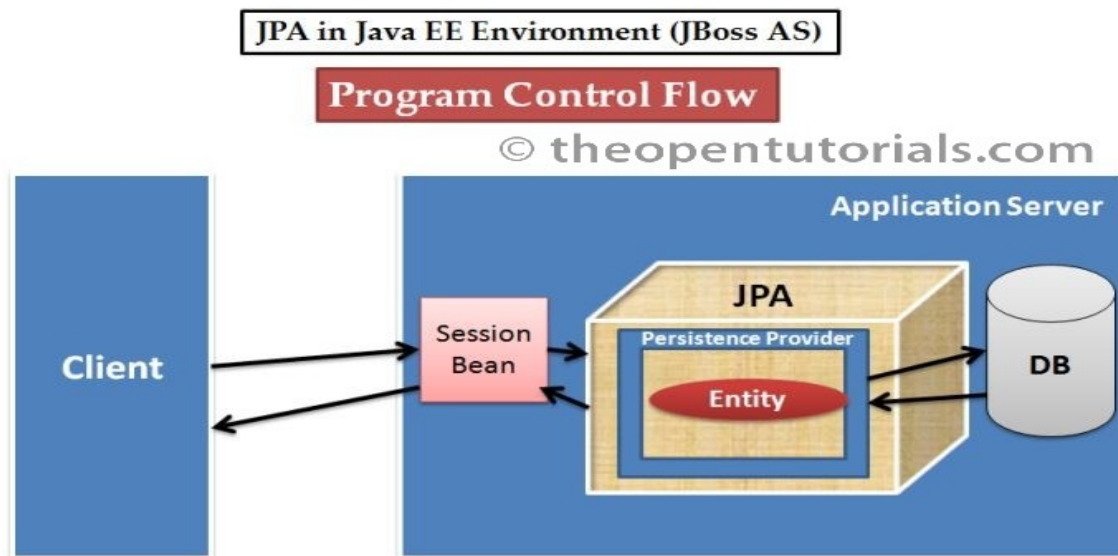 JPA in Java EE Environment (JBoss AS)
Program Control Flow
© theopentutorials.com
Application Server
JPA
Session
Bean
Persistence Provider
Client
DB
Entity